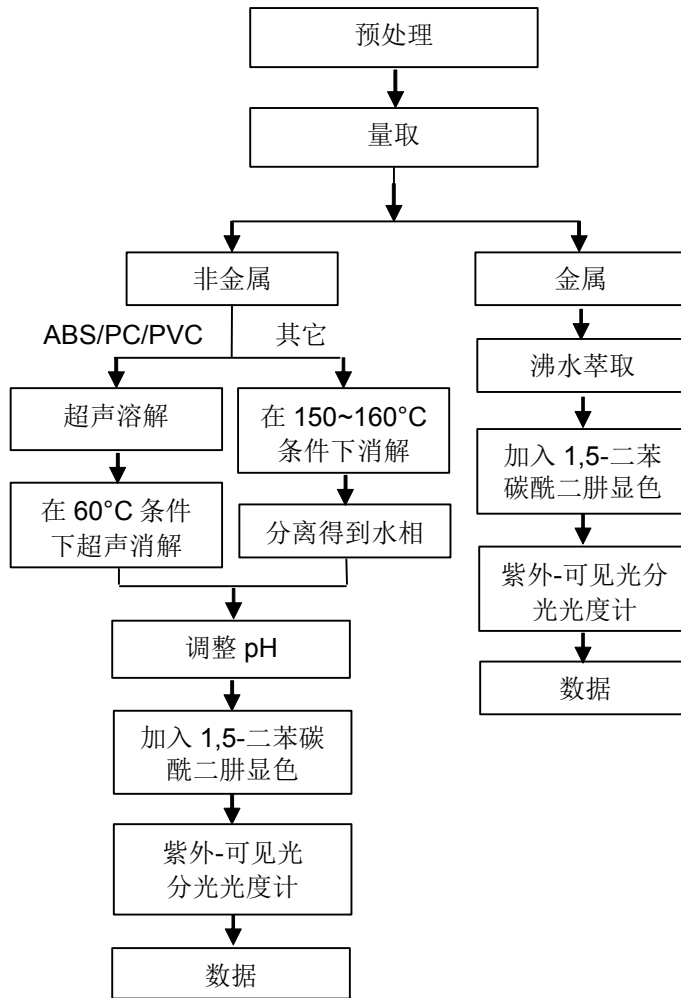 预处理
量取
非金属
金属
ABS/PC/PVC
其它
沸水萃取
超声溶解
在 150~160°C
条件下消解
加入 1,5-二苯
碳酰二肼显色
在 60°C 条件
下超声消解
分离得到水相
紫外-可见光分
光光度计
调整 pH
数据
加入 1,5-二苯碳
酰二肼显色
紫外-可见光
分光光度计
数据